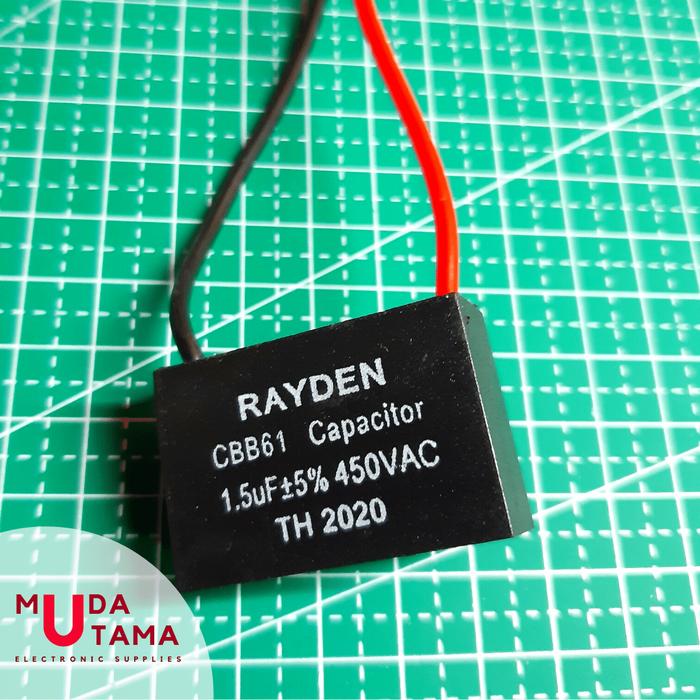 RAYDEN
CBB61 Capacitor
1.5uF±5% 450VAC
TH 2020
MUDA
UTAMA
ELECTRONIC SUPPLIES